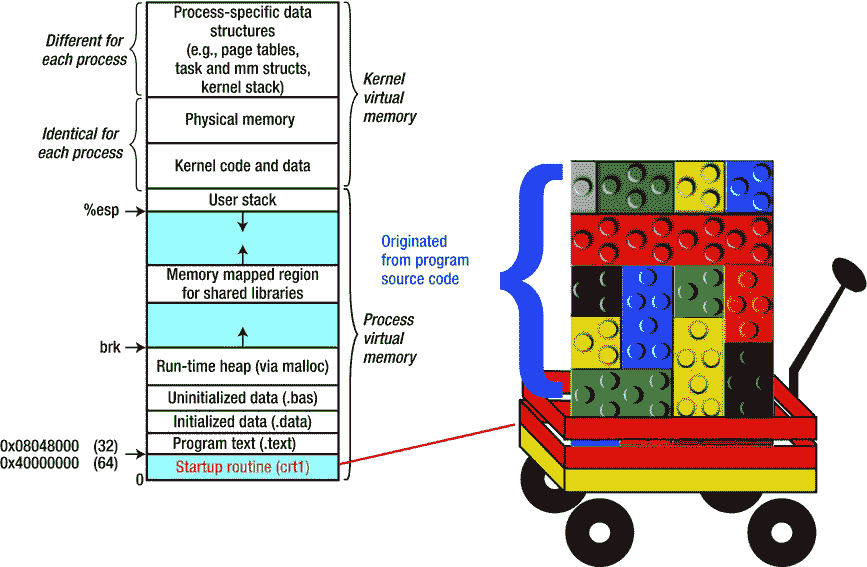 Process-specific data
structures
(e.g., page tables,
task and mm structs,
kernel stack)
Different for
each process
Kernel
virtual
memory
Physical memory
Identical for
each process
Kernel code and data
User stack
%esp
Originated
from program
source code
Memory mapped region
for shared libraries
Process
virtual
memory
brk
Run-time heap (via malloc)
Uninitialized data (.bas)
Initialized data (.data)
0x08048000 (32)
Program text (.text)
0x40000000 (64)
Startup routine (crt1)
0